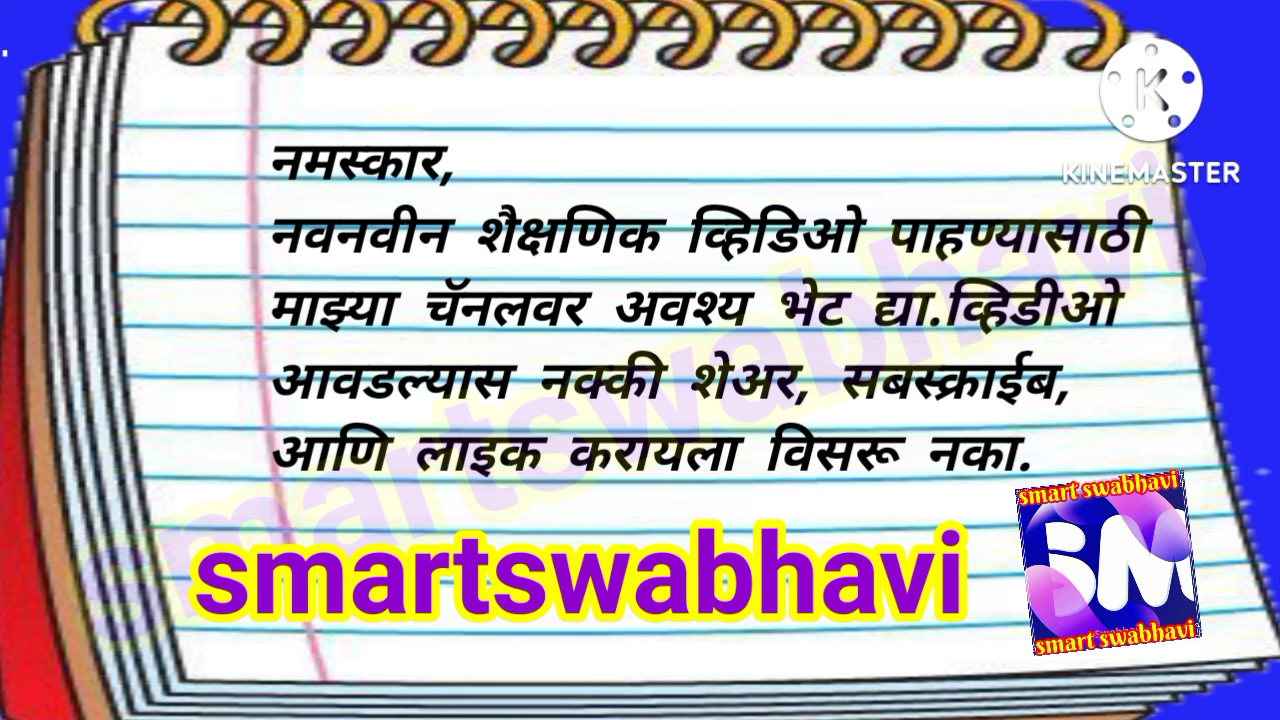 नमस्कार,
नवनवीन शैक्षणिक व्हिडिओ पाहण्यासाठी
माझ्या चॅनलवर अवश्य भेट द्या.व्हिडीओ
आवडल्यास नक्की शेअर, सबस्क्राईब,
आणि लाइक करायला विसरू नका.
smartswabhavi
K
KINEMASTER
smartswabhavi
smart swabhavi
SM
smart swabhavi